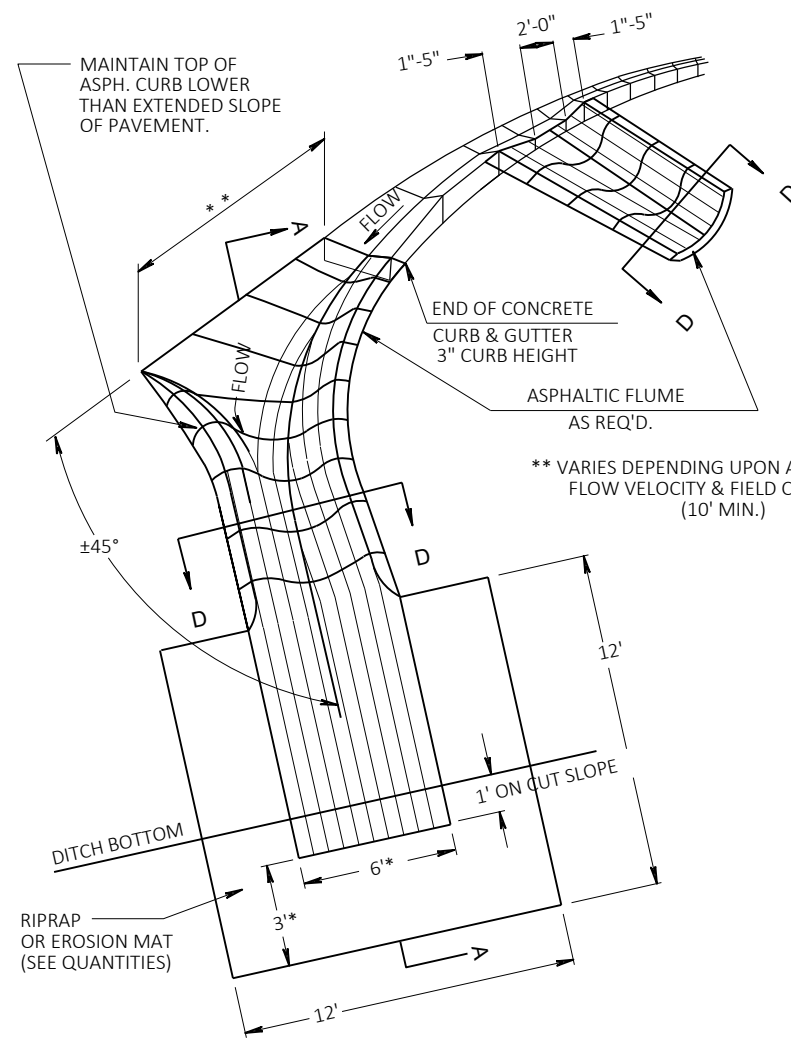 1"-5"
2'-0"
1"-5"
MAINTAIN TOP OF
ASPH. CURB LOWER
THAN EXTENDED SLOPE
OF PAVEMENT.
* *
A
FLOW
D
D
END OF CONCRETE
CURB & GUTTER
3" CURB HEIGHT
FLOW
ASPHALTIC FLUME
AS REQ'D.
** VARIES DEPENDING UPON A
FLOW VELOCITY & FIELD
(10' MIN.)
±45°
D
D
12'
1' ON CUT SLOPE
DITCH BOTTOM
6'*
3'*
RIPRAP
OR EROSION MAT
(SEE QUANTITIES)
A
12'